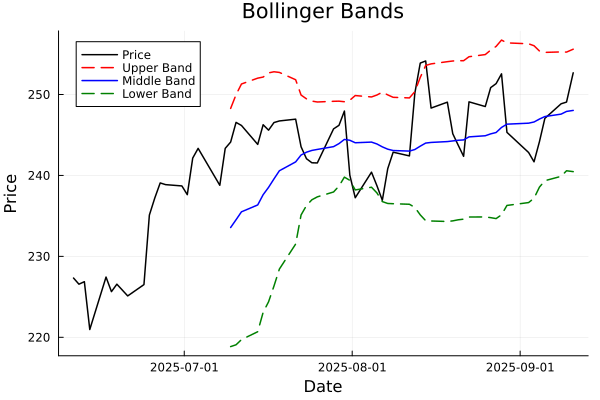 Bollinger Bands
Price
Upper Band
Middle Band
Lower Band
250
240
230
220
Price
2025-07-01
2025-08-01
2025-09-01
Date